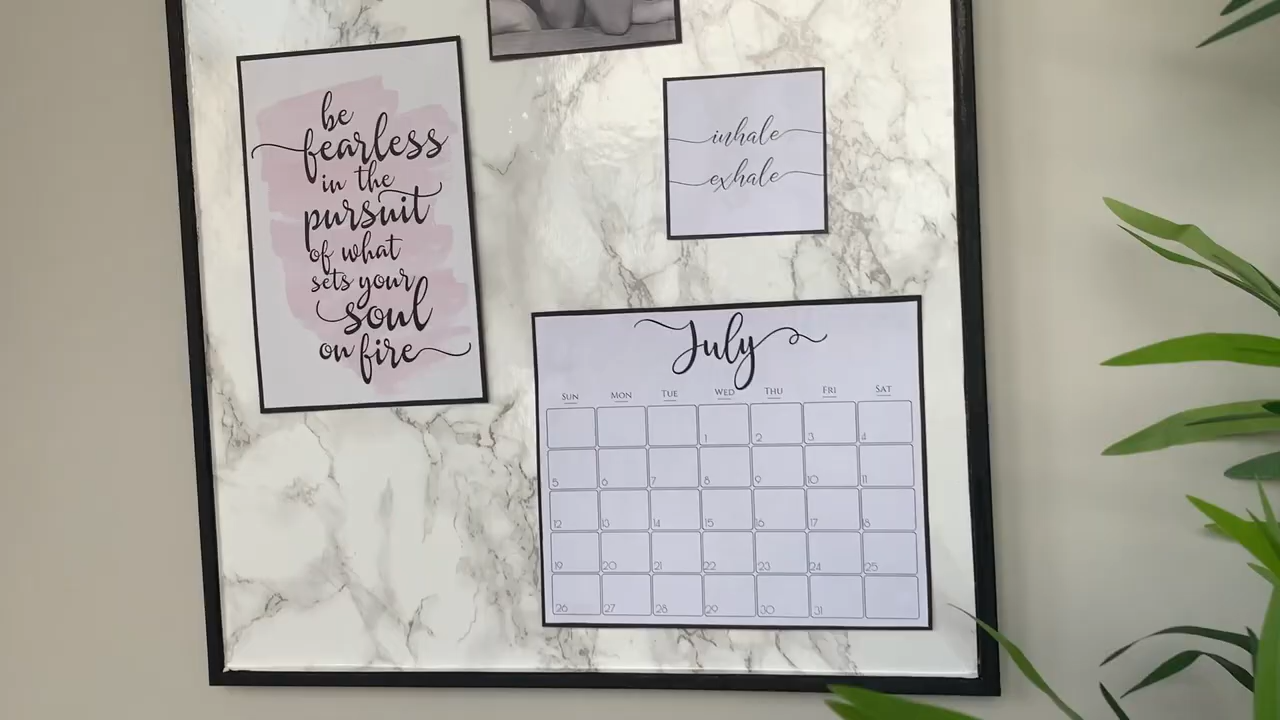 be
fearless
in the
pursuit
of what
sets your
soul
on fire
inhale
exhale
July
SUN MON TUE WED THU FRI SAT
1 2 3 4
5 6 7 8 9 10 11
12 13 14 15 16 17 18
19 20 21 22 23 24 25
26 27 28 29 30 31